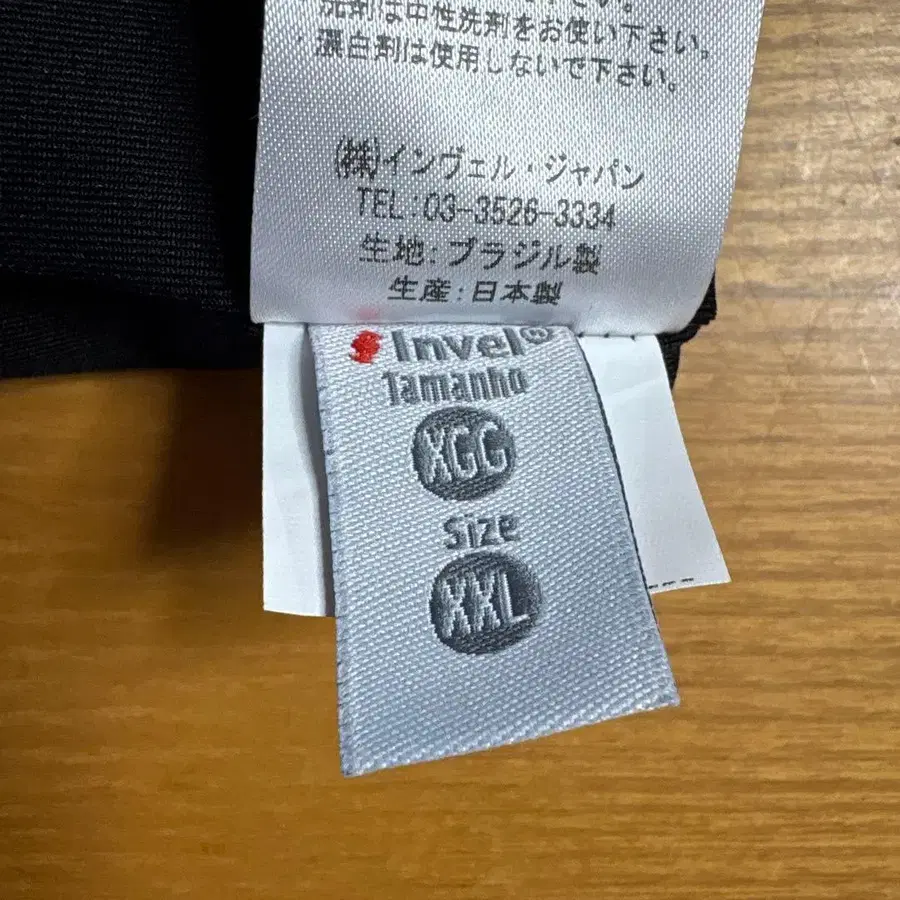 洗剤は中性洗剤をお使い下さい。
漂白剤は使用しないで下さい。
(株)インヴェル・ジャパン
TEL:03-3526-3334
生地:ブラジル製
生産:日本製
Invel®
Tamanho
XGG
Size
XXL